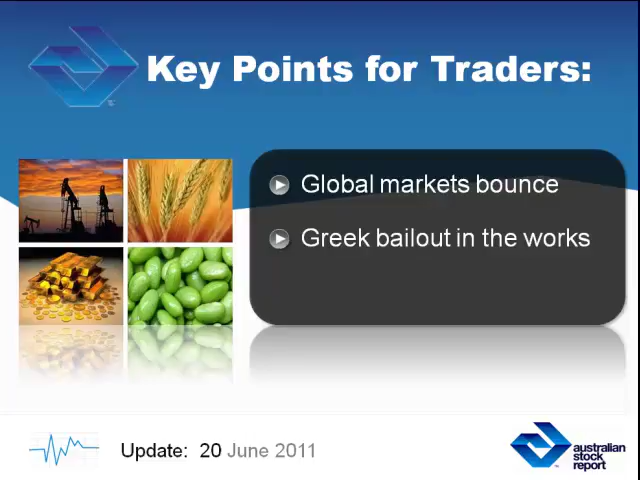 Key Points for Traders:
Global markets bounce
Greek bailout in the works
Update: 20 June 2011
australian
stock
report